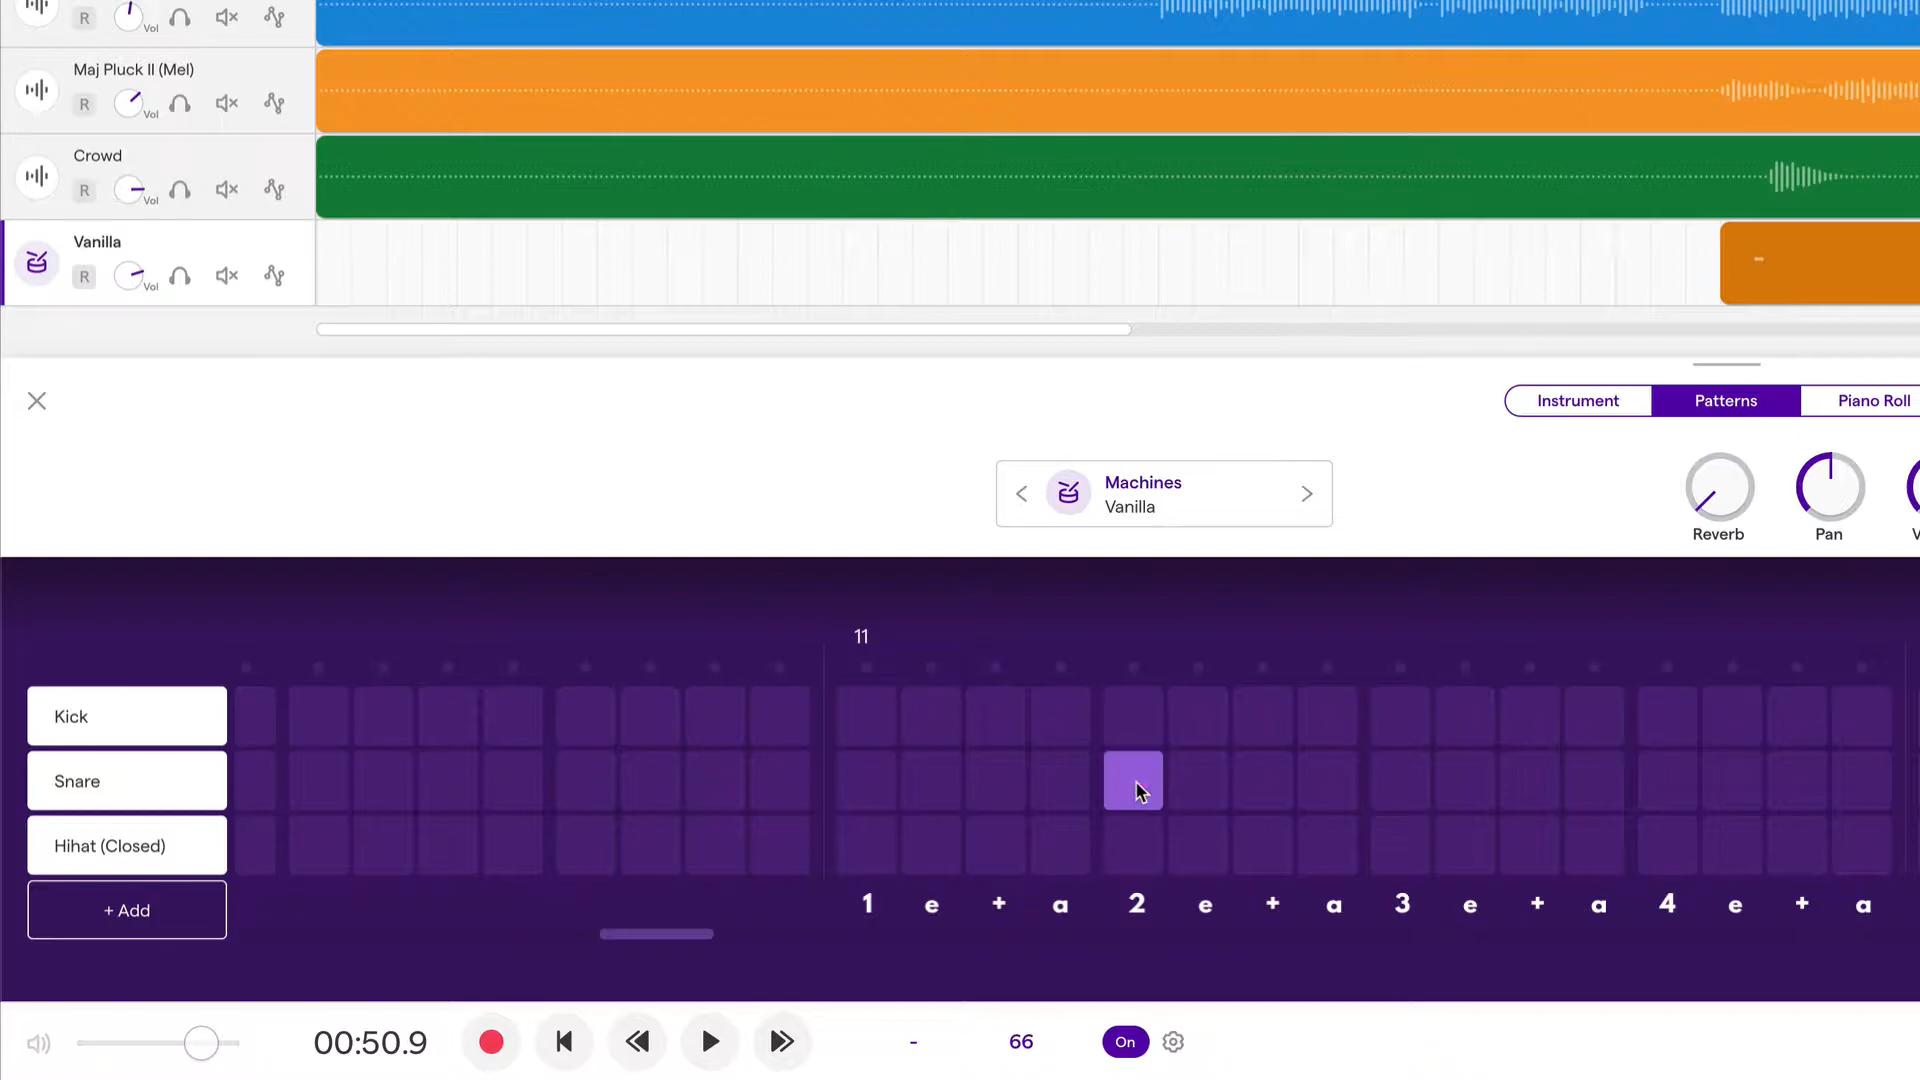 R Vol
Maj Pluck II (Mel)
R Vol
Crowd
R Vol
Vanilla
R Vol
Instrument Patterns Piano Roll
Machines
Vanilla
Reverb Pan
11
Kick
Snare
Hihat (Closed)
+ Add
1 e + a 2 e + a 3 e + a 4 e + a
00:50.9 - 66 On